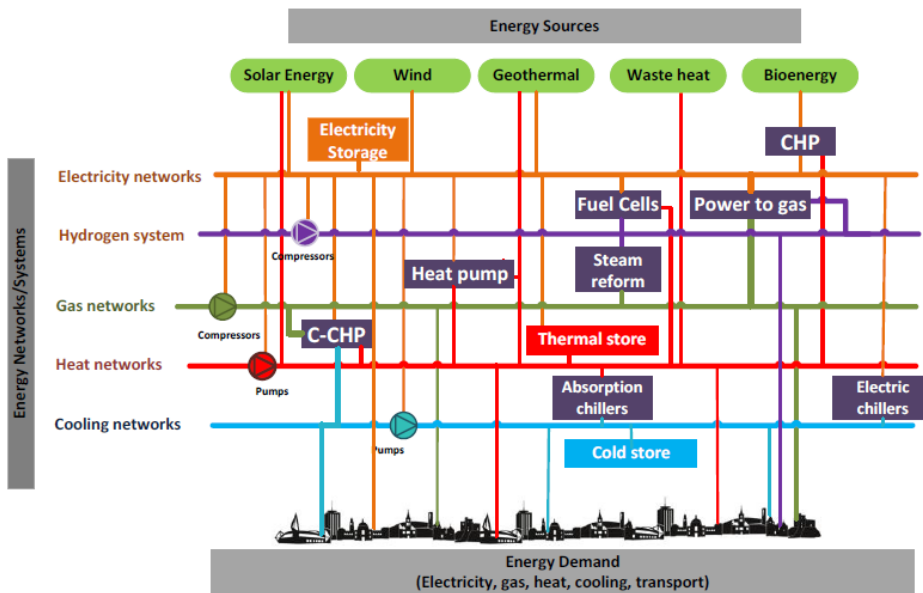 Energy Sources
Solar Energy
Wind
Geothermal
Waste heat
Bioenergy
Electricity
Storage
CHP
Energy Networks/Systems
Electricity networks
Fuel Cells
Power to gas
Hydrogen system
Compressors
Heat pump
Steam
reform
Gas networks
Compressors
C-CHP
Thermal store
Heat networks
Pumps
Absorption
chillers
Electric
chillers
Cooling networks
Pumps
Cold store
Energy Demand
(Electricity, gas, heat, cooling, transport)